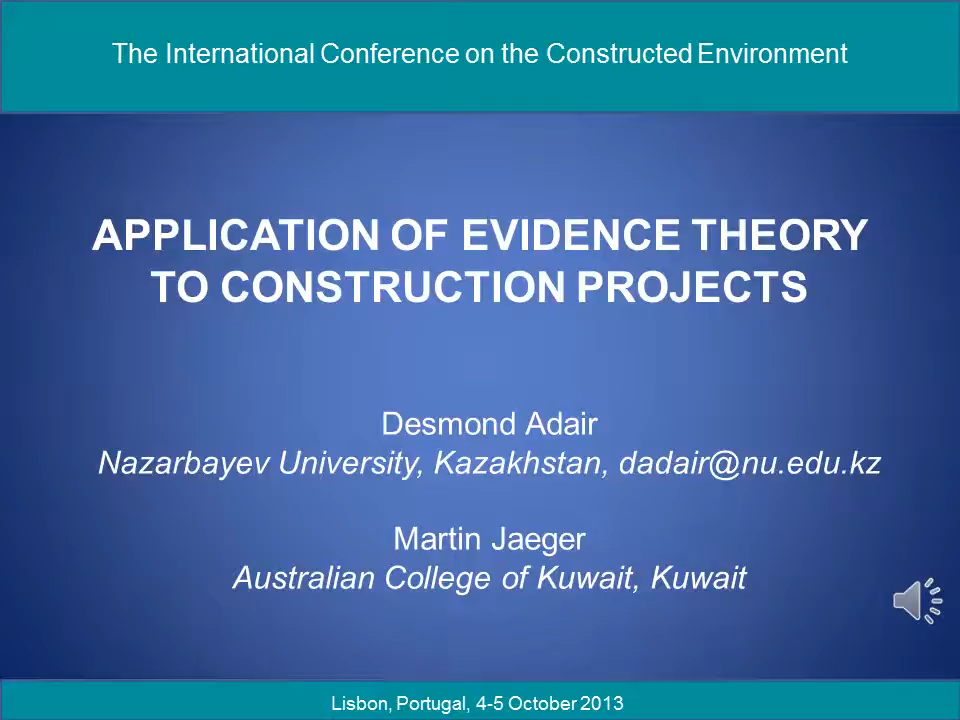 The International Conference on the Constructed Environment
APPLICATION OF EVIDENCE THEORY
TO CONSTRUCTION PROJECTS
Desmond Adair
Nazarbayev University, Kazakhstan, dadair@nu.edu.kz
Martin Jaeger
Australian College of Kuwait, Kuwait
Lisbon, Portugal, 4-5 October 2013